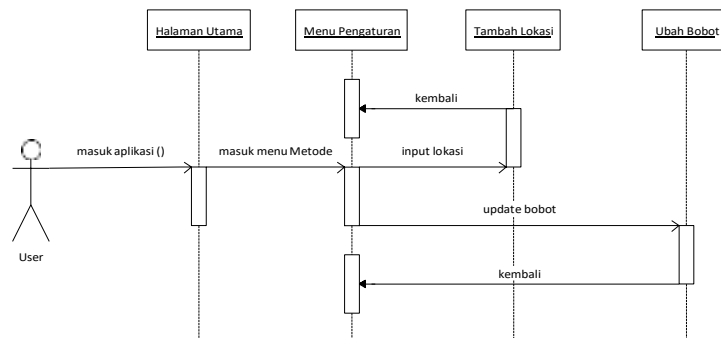 Halaman Utama
Menu Pengaturan
Tambah Lokasi
Ubah Bobot
kembali
masuk aplikasi ()
masuk menu Metode
input lokasi
update bobot
User
kembali